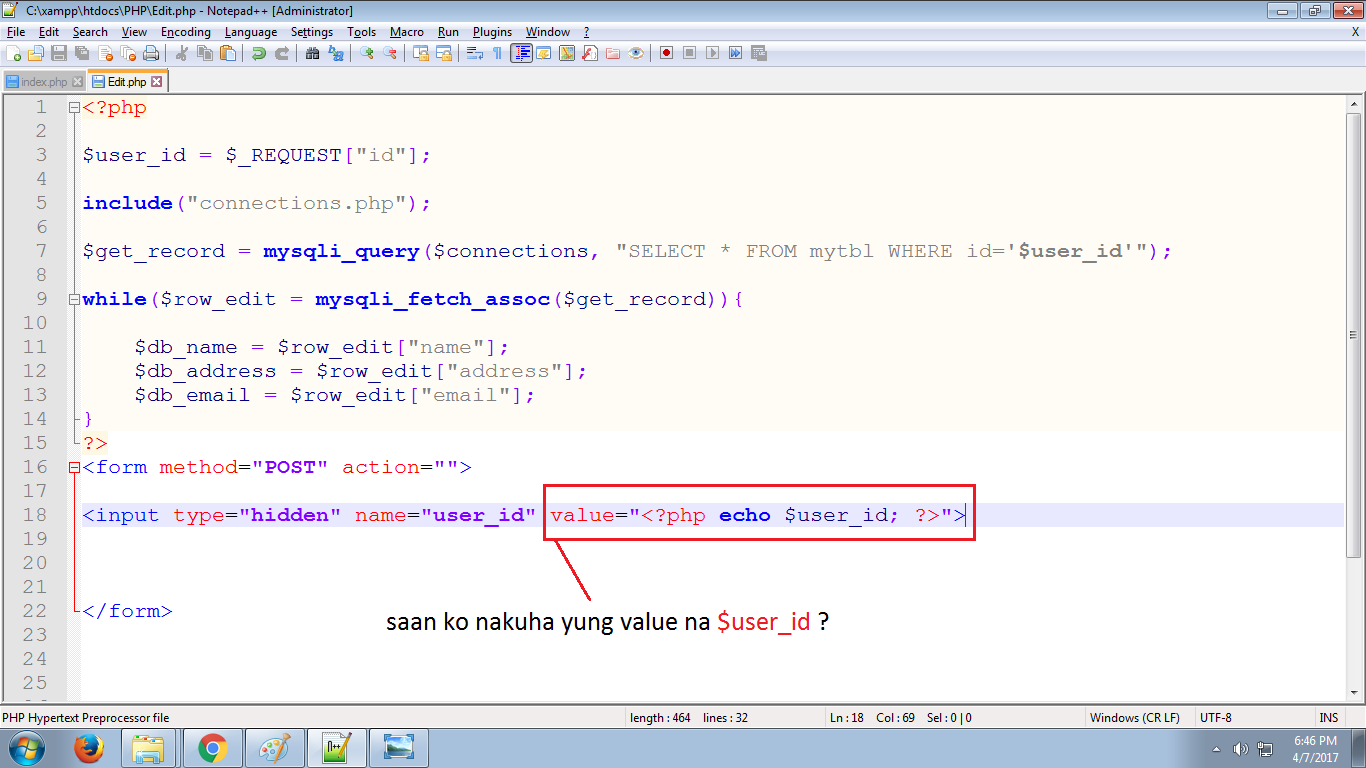 C:\xampp\htdocs\PHP\Edit.php - Notepad++ [Administrator]
File Edit Search View Encoding Language Settings Tools Macro Run Plugins Window ? X
index.php Edit.php
1 <?php
2
3 $user_id = $_REQUEST["id"];
4
5 include("connections.php");
6
7 $get_record = mysqli_query($connections, "SELECT * FROM mytbl WHERE id='$user_id'");
8
9 while($row_edit = mysqli_fetch_assoc($get_record)){
10
11 $db_name = $row_edit["name"];
12 $db_address = $row_edit["address"];
13 $db_email = $row_edit["email"];
14 }
15 ?>
16 <form method="POST" action="">
17
18 <input type="hidden" name="user_id" value="<?php echo $user_id; ?>">
19
20
21
22 </form>
saan ko nakuha yung value na $user_id ?
23
24
25
PHP Hypertext Preprocessor file length : 464 lines : 32 Ln : 18 Col : 69 Sel : 0 | 0 Windows (CR LF) UTF-8 INS
6:46 PM
4/7/2017